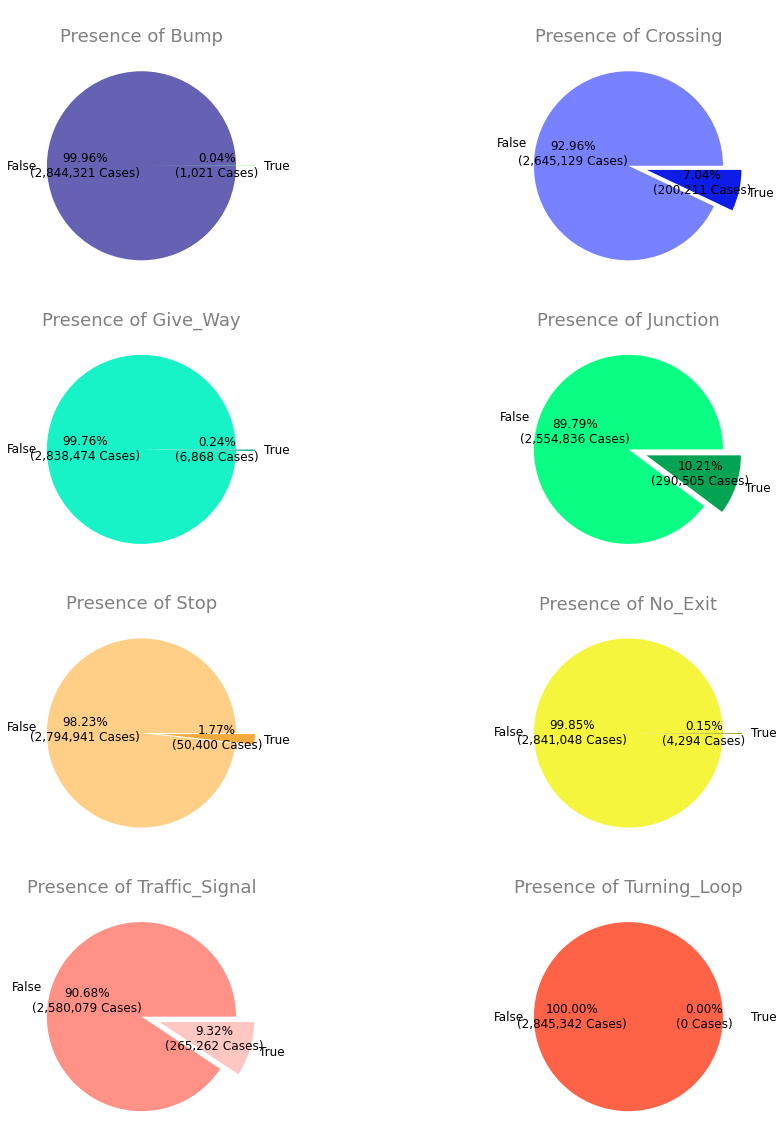 Presence of Bump
False
99.96%
(2,844,321 Cases)
0.04%
(1,021 Cases)
True
Presence of Crossing
False
92.96%
(2,645,129 Cases)
7.04%
(200,211 Cases)
True
Presence of Give_Way
False
99.76%
(2,838,474 Cases)
0.24%
(6,868 Cases)
True
Presence of Junction
False
89.79%
(2,554,836 Cases)
10.21%
(290,505 Cases)
True
Presence of Stop
False
98.23%
(2,794,941 Cases)
1.77%
(50,400 Cases)
True
Presence of No_Exit
False
99.85%
(2,841,048 Cases)
0.15%
(4,294 Cases)
True
Presence of Traffic_Signal
False
90.68%
(2,580,079 Cases)
9.32%
(265,262 Cases)
True
Presence of Turning_Loop
False
100.00%
(2,845,342 Cases)
0.00%
(0 Cases)
True